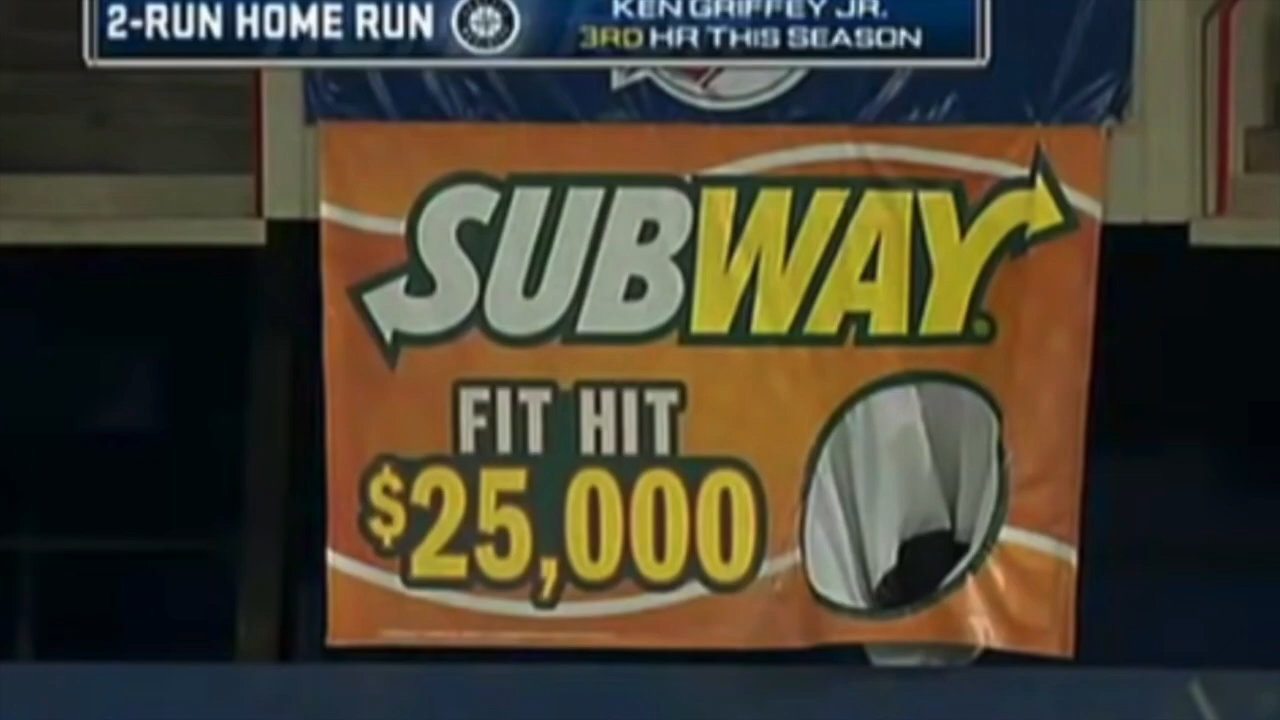 2-RUN HOME RUN
KEN GRIFFEY JR.
3RD HR THIS SEASON
SUBWAY
FIT HIT
$25,000